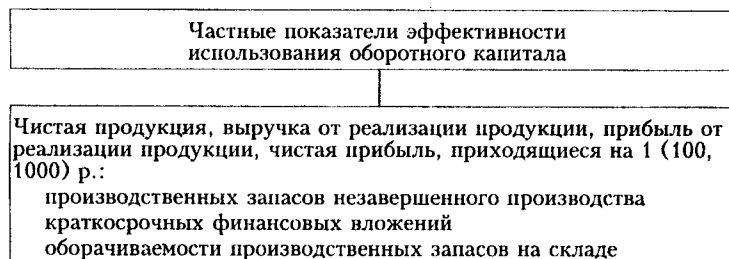 Частные показатели эффективности
использования оборотного капитала
Чистая продукция, выручка от реализации продукции, прибыль от
реализации продукции, чистая прибыль, приходящиеся на 1 (100,
1000) р.:
производственных запасов незавершенного производства
краткосрочных финансовых вложений
оборачиваемости производственных запасов на складе